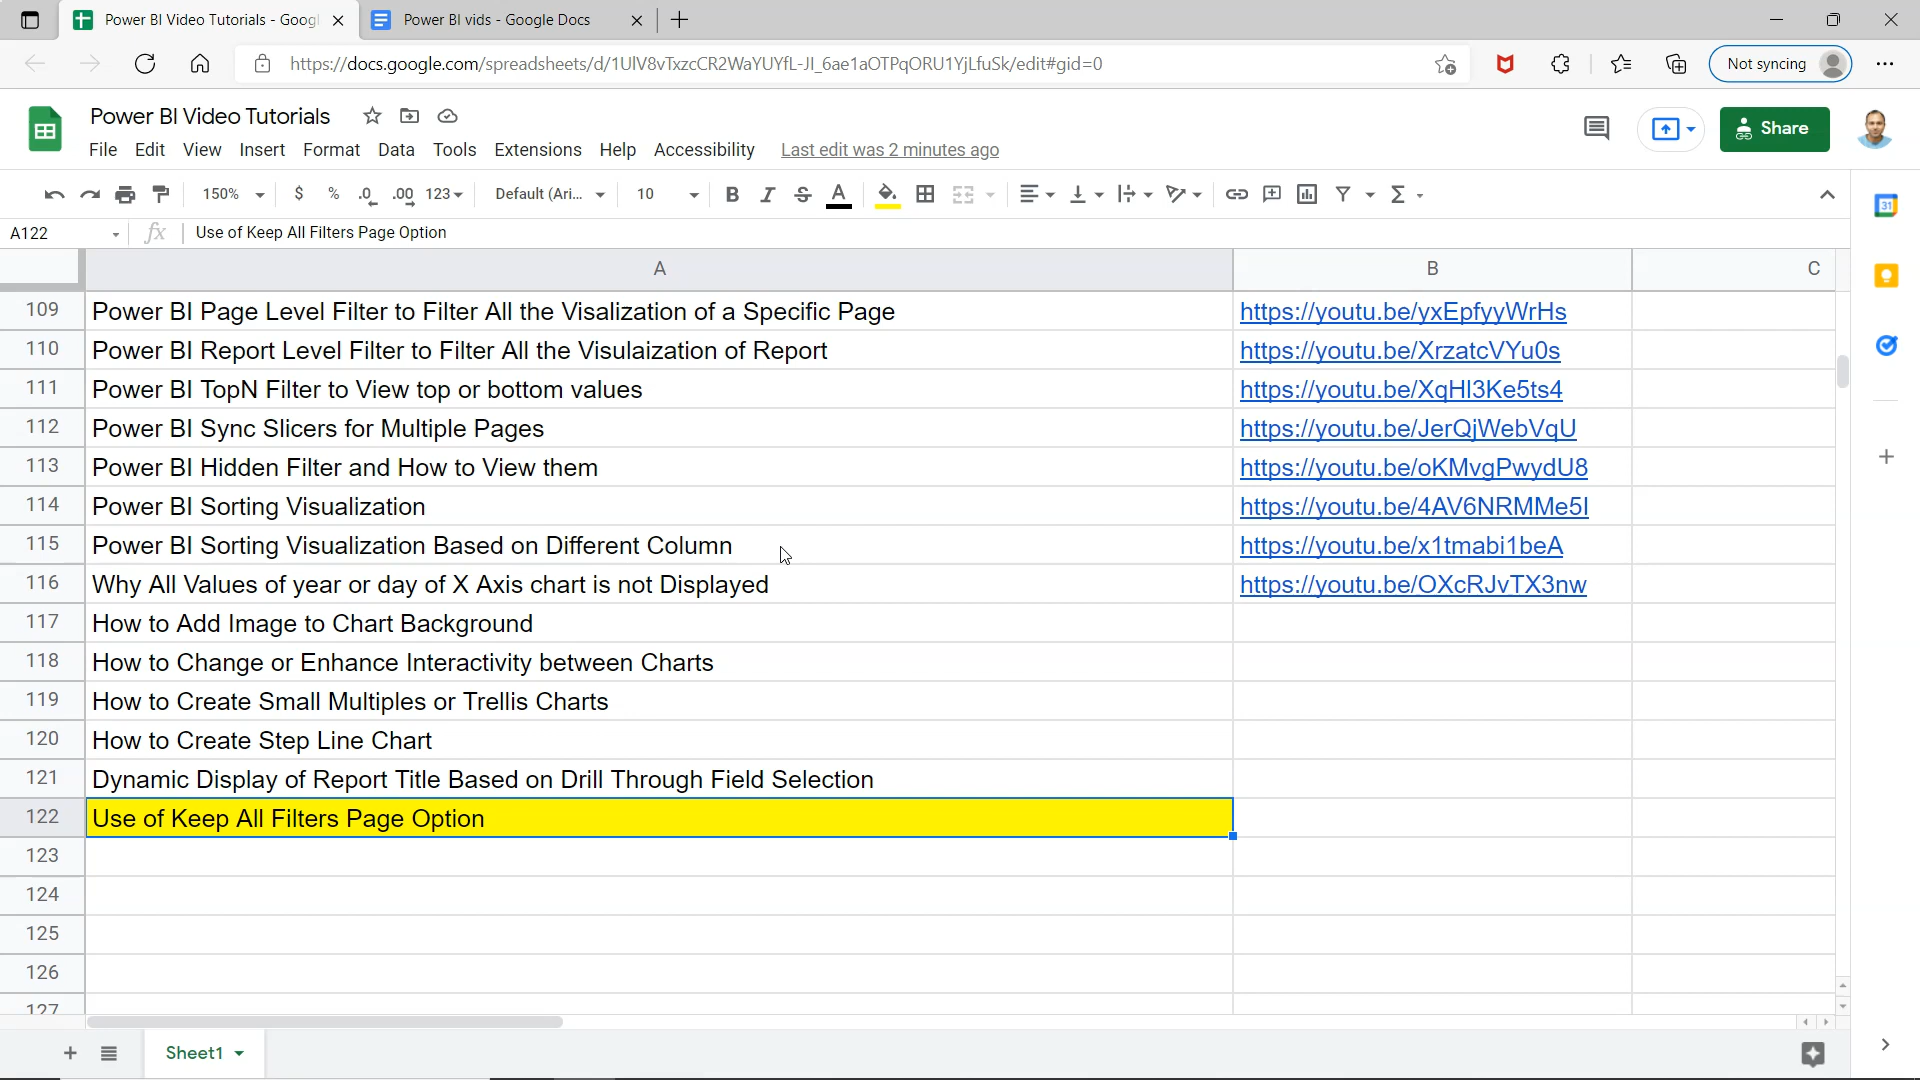 Power BI Video Tutorials - Googl
Power BI vids - Google Docs
https://docs.google.com/spreadsheets/d/1UlV8vTxzcCR2WaYUYfL-JI_6ae1aOTPqORU1YjLfuSk/edit#gid=0
Not syncing
Power BI Video Tutorials
File Edit View Insert Format Data Tools Extensions Help Accessibility Last edit was 2 minutes ago
Share
150% $ % .0 .00 123 Default (Ari... 10 B I S A
A122 fx Use of Keep All Filters Page Option
A B C
109 Power BI Page Level Filter to Filter All the Visalization of a Specific Page https://youtu.be/yxEpfyyWrHs
110 Power BI Report Level Filter to Filter All the Visulaization of Report https://youtu.be/XrzatcVYu0s
111 Power BI TopN Filter to View top or bottom values https://youtu.be/XqHI3Ke5ts4
112 Power BI Sync Slicers for Multiple Pages https://youtu.be/JerQjWebVqU
113 Power BI Hidden Filter and How to View them https://youtu.be/oKMvgPwydU8
114 Power BI Sorting Visualization https://youtu.be/4AV6NRMMe5I
115 Power BI Sorting Visualization Based on Different Column https://youtu.be/x1tmabi1beA
116 Why All Values of year or day of X Axis chart is not Displayed https://youtu.be/OXcRJvTX3nw
117 How to Add Image to Chart Background
118 How to Change or Enhance Interactivity between Charts
119 How to Create Small Multiples or Trellis Charts
120 How to Create Step Line Chart
121 Dynamic Display of Report Title Based on Drill Through Field Selection
122 Use of Keep All Filters Page Option
123
124
125
126
127
Sheet1
31